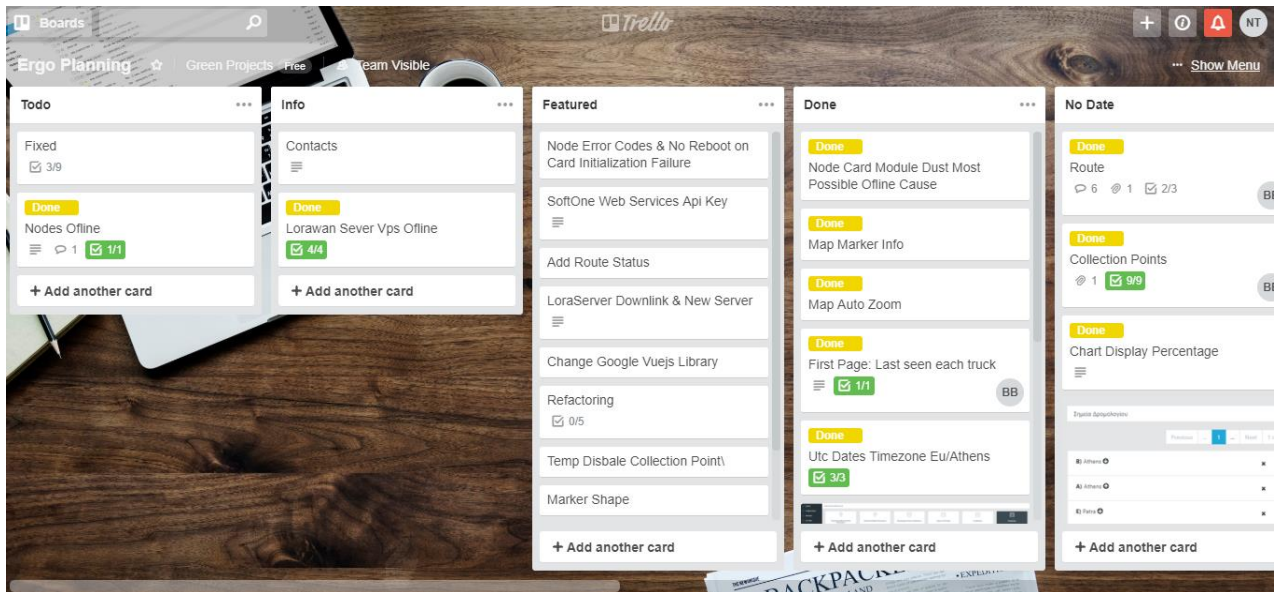 Boards
Trello
NT
Ergo Planning
Green Projects
Free
Team Visible
Show Menu
Todo
Fixed
3/9
Done
Nodes Ofline
1
1/1
+ Add another card
Info
Contacts
Done
Lorawan Sever Vps Ofline
4/4
+ Add another card
Featured
Node Error Codes & No Reboot on
Card Initialization Failure
SoftOne Web Services Api Key
Add Route Status
LoraServer Downlink & New Server
Change Google Vuejs Library
Refactoring
0/5
Temp Disbale Collection Point\
Marker Shape
+ Add another card
Done
Done
Node Card Module Dust Most
Possible Ofline Cause
Done
Map Marker Info
Done
Map Auto Zoom
Done
First Page: Last seen each truck
1/1
BB
Done
Utc Dates Timezone Eu/Athens
3/3
+ Add another card
No Date
Done
Route
6 1 2/3
Done
Collection Points
1 9/9
Done
Chart Display Percentage
Σημεία Δρομολογίου
Previous ... 1 ... Next
B) Athens
A) Athens
E) Patra
+ Add another card